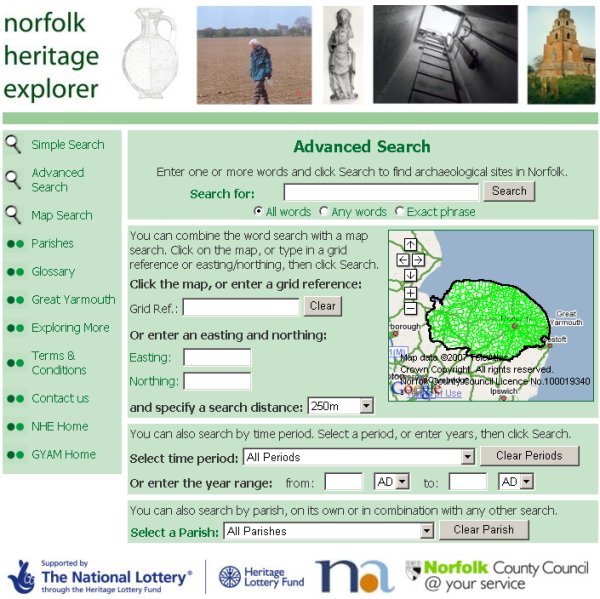 norfolk
heritage
explorer
Simple Search
Advanced
Search
Map Search
Parishes
Glossary
Great Yarmouth
Exploring More
Terms &
Conditions
Contact us
NHE Home
GYAM Home
Advanced Search
Enter one or more words and click Search to find archaeological sites in Norfolk.
Search for: Search
All words Any words Exact phrase
You can combine the word search with a map
search. Click on the map, or type in a grid
reference or easting/northing, then click Search.
Click the map, or enter a grid reference:
Grid Ref.: Clear
Or enter an easting and northing:
Easting:
Northing:
and specify a search distance: 250m
Great
Yarmouth
Map data ©2007
Crown Copyright. All rights reserved.
Norfolk County Council Licence No.100019340
Ipswich
Google
of Use
You can also search by time period. Select a period, or enter years, then click Search.
Select time period: All Periods Clear Periods
Or enter the year range: from: AD to: AD
You can also search by parish, on its own or in combination with any other search.
Select a Parish: All Parishes Clear Parish
Supported by
The National Lottery®
through the Heritage Lottery Fund
Heritage
Lottery Fund
na
Norfolk County Council
@ your service